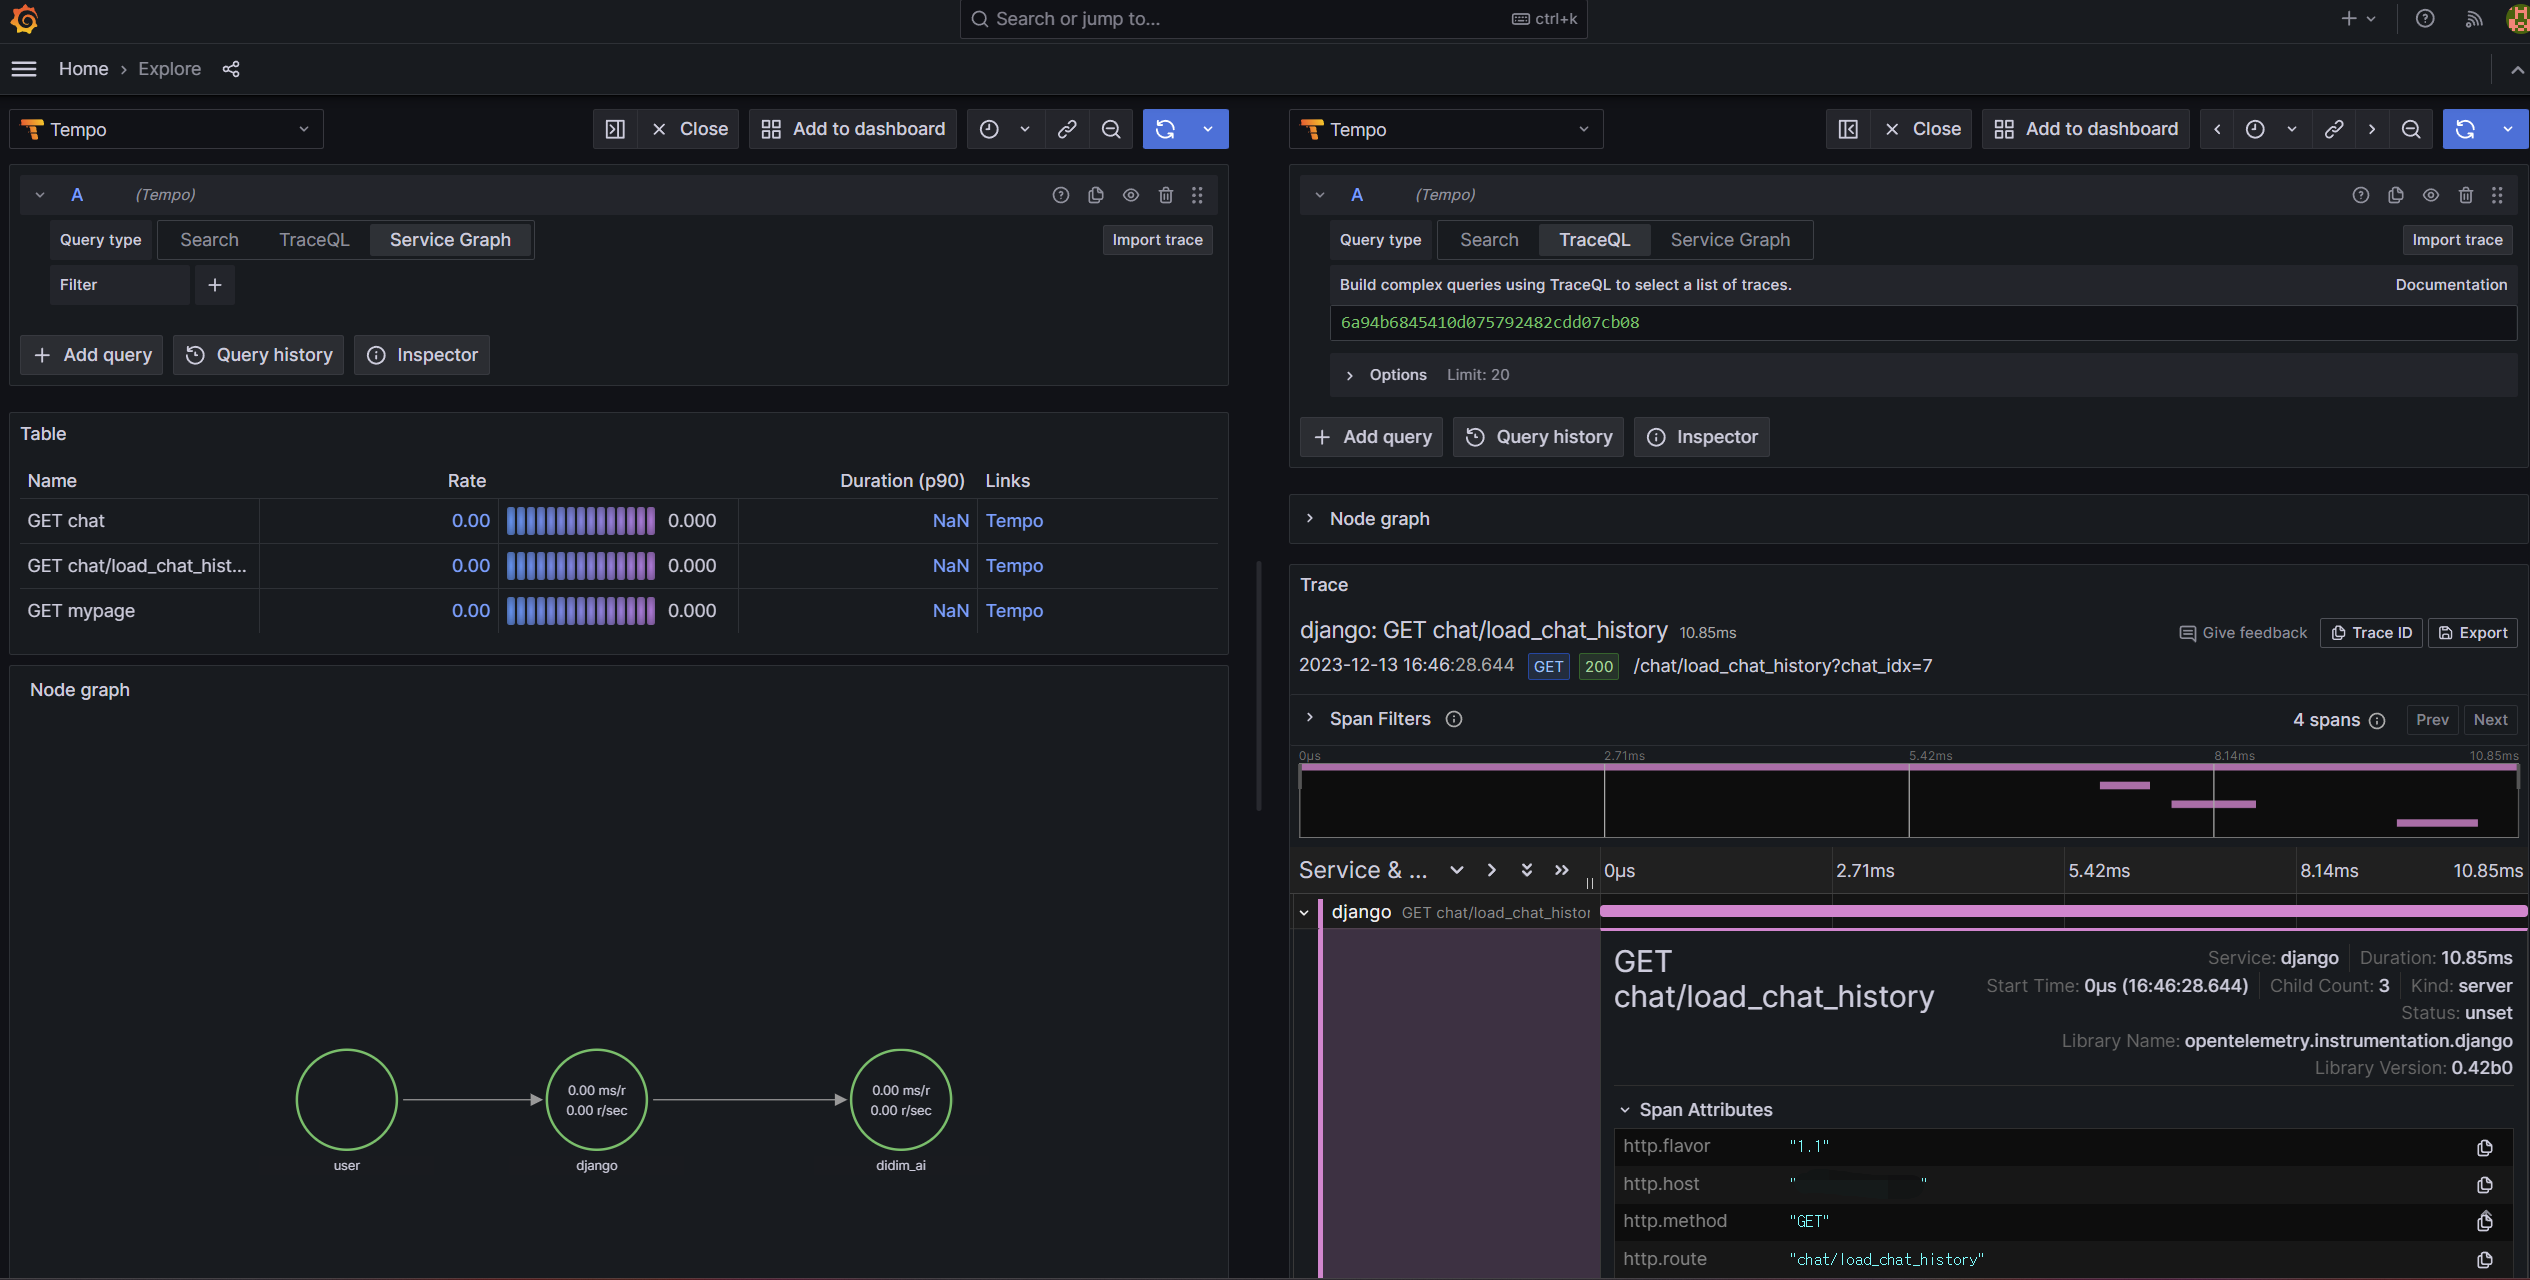 Search or jump to...
ctrl+k
Home
Explore
Tempo
Close
Add to dashboard
A
(Tempo)
Query type
Search
TraceQL
Service Graph
Import trace
Filter
Add query
Query history
Inspector
Table
Name Rate Duration (p90) Links
GET chat 0.00 0.000 NaN Tempo
GET chat/load_chat_hist... 0.00 0.000 NaN Tempo
GET mypage 0.00 0.000 NaN Tempo
Node graph
0.00 ms/r
0.00 r/sec
0.00 ms/r
0.00 r/sec
user
django
didim_ai
Tempo
Close
Add to dashboard
A
(Tempo)
Query type
Search
TraceQL
Service Graph
Import trace
Build complex queries using TraceQL to select a list of traces.
Documentation
6a94b6845410d075792482cdd07cb08
Options
Limit: 20
Add query
Query history
Inspector
Node graph
Trace
django: GET chat/load_chat_history 10.85ms
Give feedback
Trace ID
Export
2023-12-13 16:46:28.644 GET 200 /chat/load_chat_history?chat_idx=7
Span Filters
4 spans
Prev
Next
0μs 2.71ms 5.42ms 8.14ms 10.85ms
Service & ...
0μs 2.71ms 5.42ms 8.14ms 10.85ms
django GET chat/load_chat_histor
GET
chat/load_chat_history
Service: django
Duration: 10.85ms
Start Time: 0μs (16:46:28.644)
Child Count: 3
Kind: server
Status: unset
Library Name: opentelemetry.instrumentation.django
Library Version: 0.42b0
Span Attributes
http.flavor "1.1"
http.host " "
http.method "GET"
http.route "chat/load_chat_history"